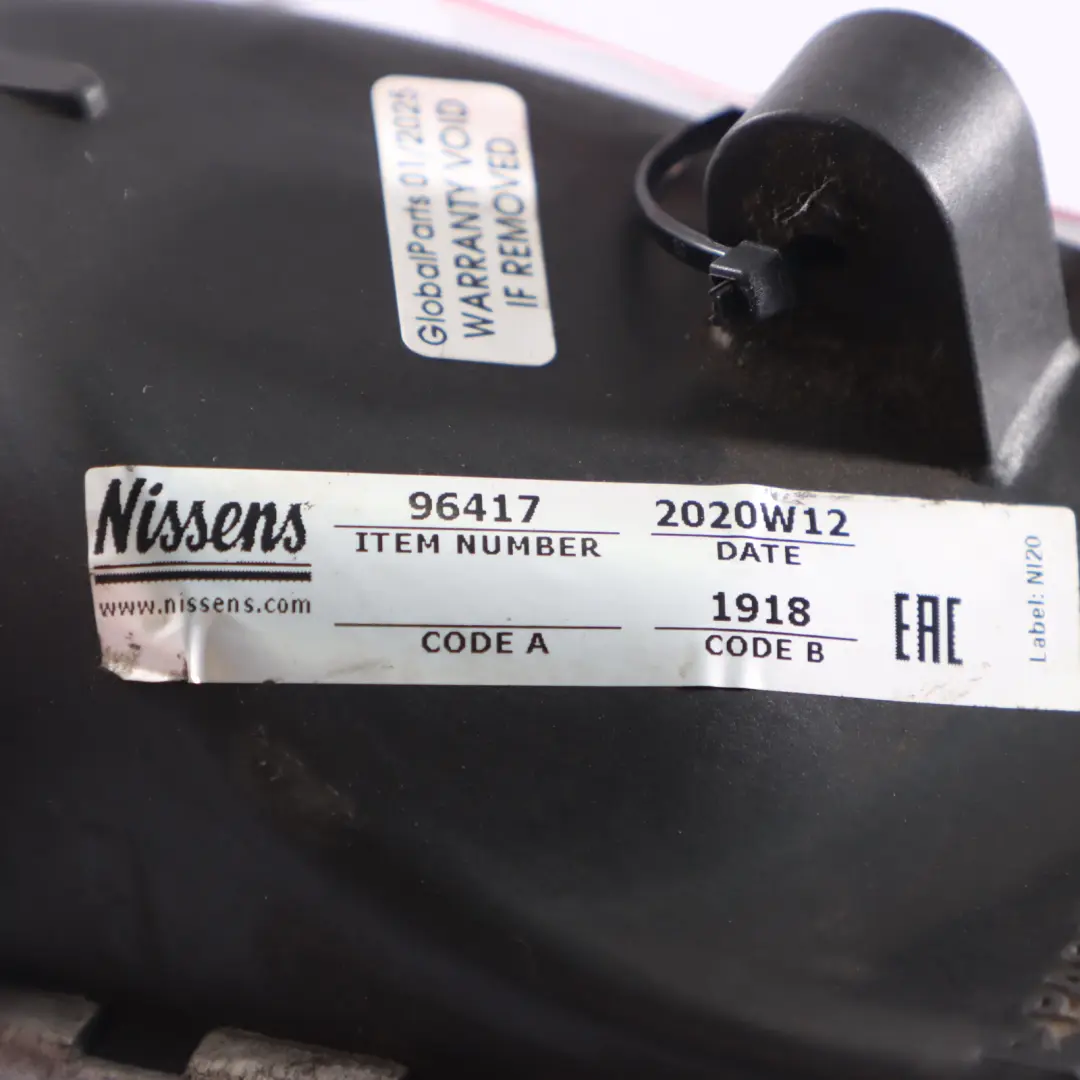 GlobalParts 01/2026
WARRANTY VOID
IF REMOVED
Nissens
www.nissens.com
96417
ITEM NUMBER
CODE A
2020W12
DATE
1918
CODE B
EAC
Label: NI20